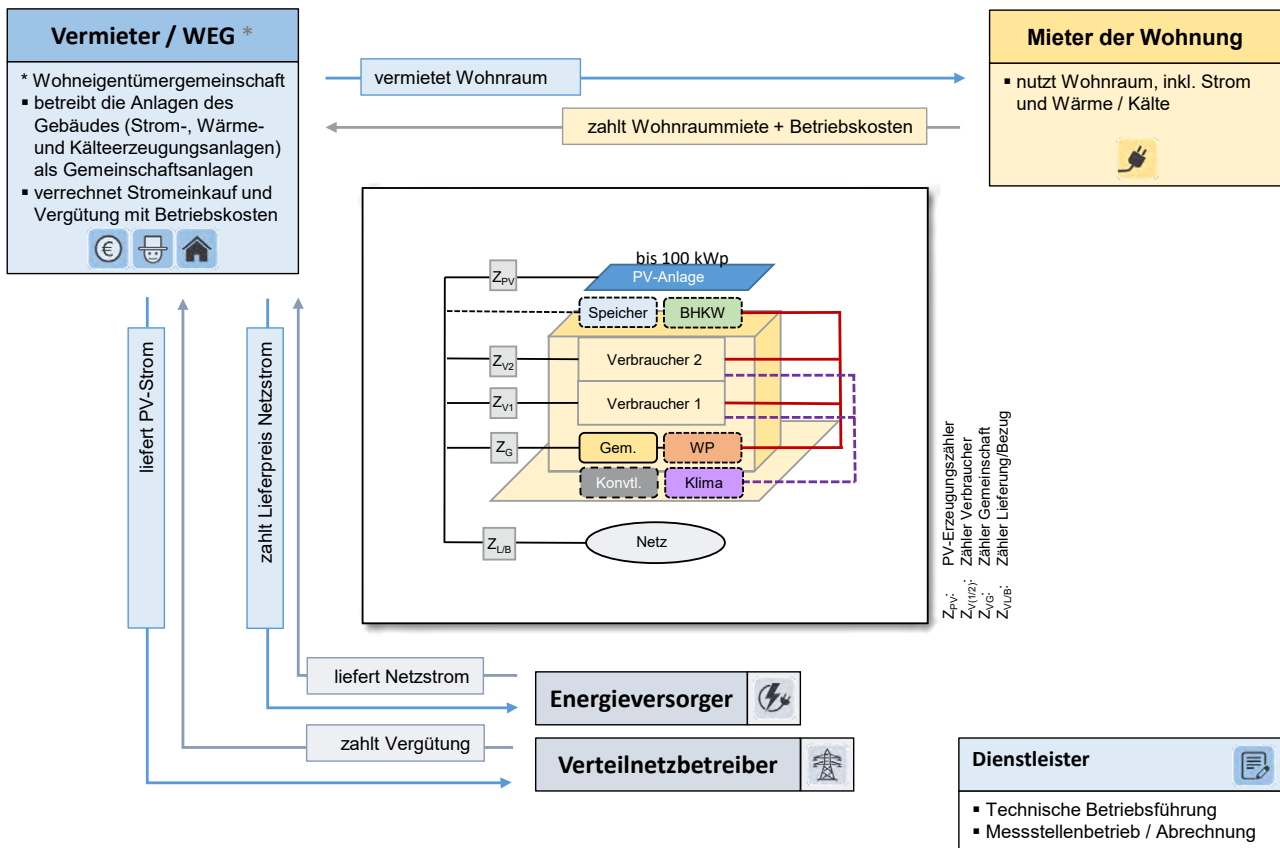 Vermieter / WEG *
* Wohneigentümergemeinschaft
▪ betreibt die Anlagen des
Gebäudes (Strom-, Wärme-
und Kälteerzeugungsanlagen)
als Gemeinschaftsanlagen
▪ verrechnet Stromeinkauf und
Vergütung mit Betriebskosten
vermietet Wohnraum
zahlt Wohnraummiete + Betriebskosten
Mieter der Wohnung
▪ nutzt Wohnraum, inkl. Strom
und Wärme / Kälte
bis 100 kWp
Z_PV
PV-Anlage
Speicher
BHKW
Z_V2
Verbraucher 2
Z_V1
Verbraucher 1
Z_G
Gem.
WP
Konvtl.
Klima
Z_L/B
Netz
Z_PV: PV-Erzeugungszähler
Z_V(1/2): Zähler Verbraucher
Z_VG: Zähler Gemeinschaft
Z_VL/B: Zähler Lieferung/Bezug
liefert PV-Strom
zahlt Lieferpreis Netzstrom
liefert Netzstrom
Energieversorger
zahlt Vergütung
Verteilnetzbetreiber
Dienstleister
▪ Technische Betriebsführung
▪ Messstellenbetrieb / Abrechnung